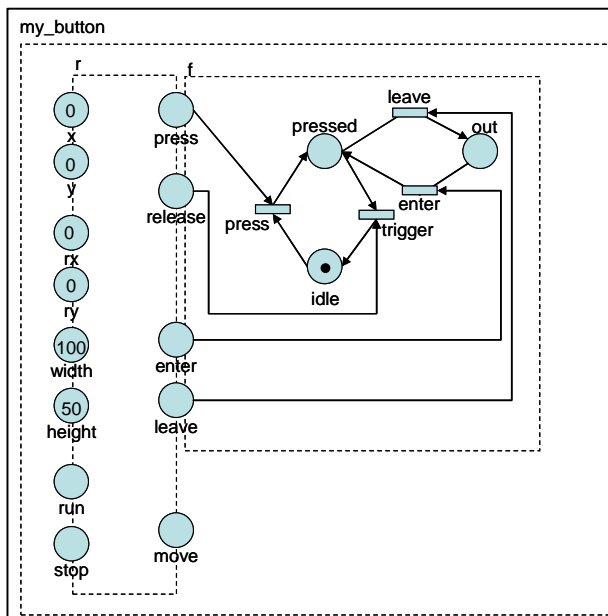 my_button
r
f
0
x
0
y
0
rx
0
ry
100
width
50
height
run
stop
press
release
enter
leave
move
press
pressed
idle
leave
out
enter
trigger